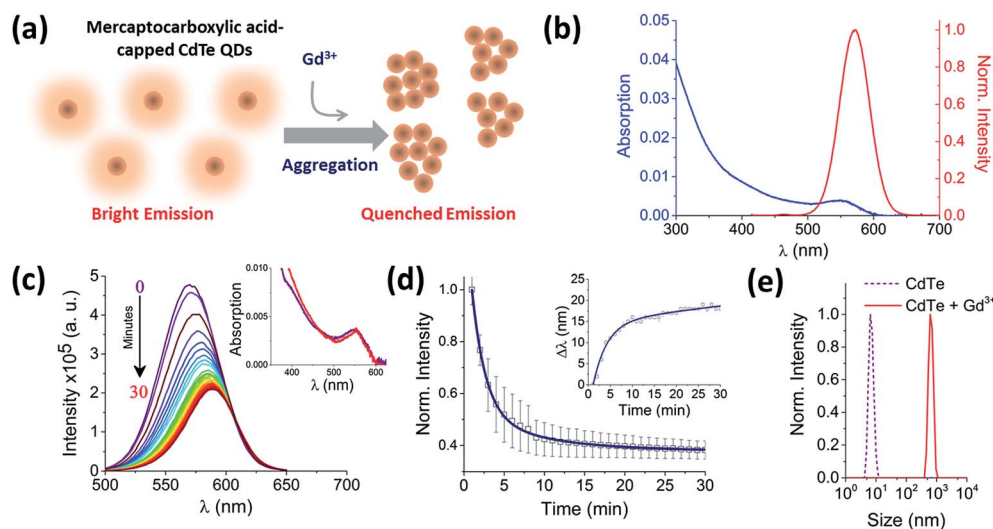 (a)
Mercaptocarboxylic acid-
capped CdTe QDs
Gd³⁺
Aggregation
Bright Emission
Quenched Emission
(b)
Absorption
0.05
0.04
0.03
0.02
0.01
0.00
300 400 500 600 700
λ (nm)
1.0
0.8
0.6
0.4
0.2
0.0
Norm. Intensity
(c)
Intensity x10⁵ (a. u.)
5
4
3
2
1
0
500 550 600 650 700
λ (nm)
0
Minutes
30
Absorption
0.010
0.005
0.000
400 500 600
λ (nm)
(d)
Norm. Intensity
1.0
0.8
0.6
0.4
0 5 10 15 20 25 30
Time (min)
Δλ (nm)
25
20
15
10
5
0
0 5 10 15 20 25 30
Time (min)
(e)
CdTe
CdTe + Gd³⁺
Norm. Intensity
1.0
0.8
0.6
0.4
0.2
0.0
10⁰ 10¹ 10² 10³ 10⁴
Size (nm)